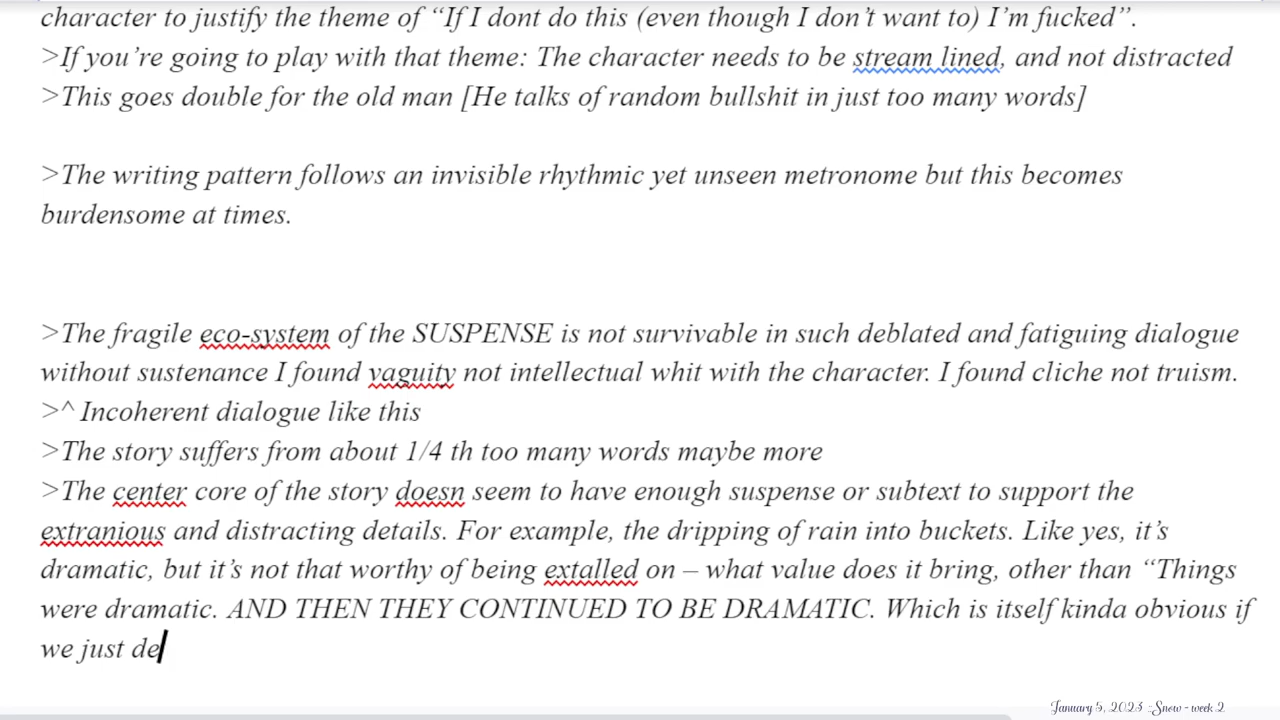 character to justify the theme of “If I dont do this (even though I don’t want to) I’m fucked”.
>If you’re going to play with that theme: The character needs to be stream lined, and not distracted
>This goes double for the old man [He talks of random bullshit in just too many words]
>The writing pattern follows an invisible rhythmic yet unseen metronome but this becomes
burdensome at times.
>The fragile eco-system of the SUSPENSE is not survivable in such deblated and fatiguing dialogue
without sustenance I found vaguity not intellectual whit with the character. I found cliche not truism.
>^ Incoherent dialogue like this
>The story suffers from about 1/4 th too many words maybe more
>The center core of the story doesn seem to have enough suspense or subtext to support the
extranious and distracting details. For example, the dripping of rain into buckets. Like yes, it’s
dramatic, but it’s not that worthy of being extalled on – what value does it bring, other than “Things
were dramatic. AND THEN THEY CONTINUED TO BE DRAMATIC. Which is itself kinda obvious if
we just de
January 5, 2023 :Snow - week 2